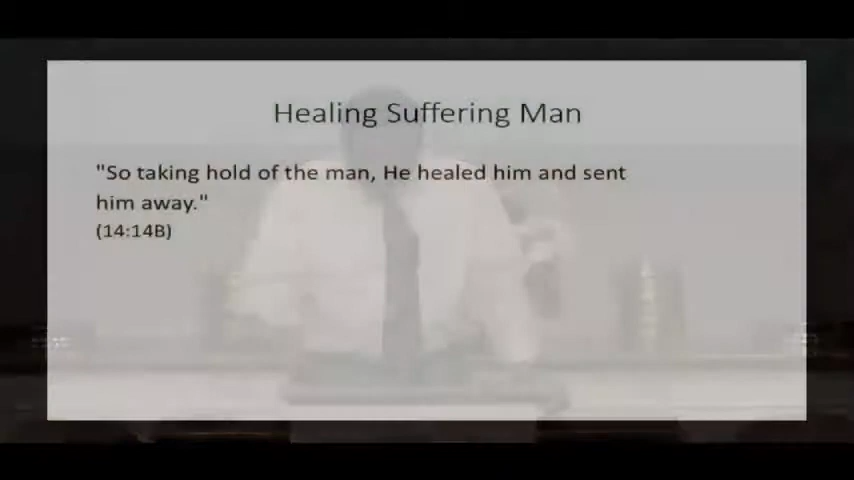 Healing Suffering Man
"So taking hold of the man, He healed him and sent
him away."
(14:14B)